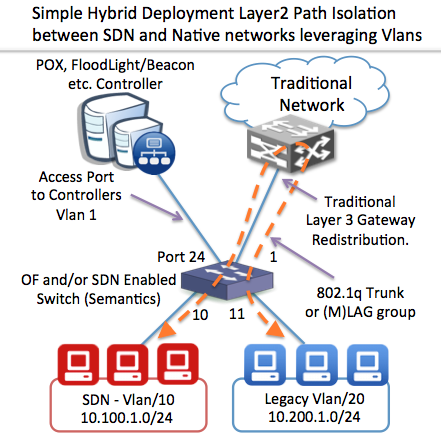 Simple Hybrid Deployment Layer2 Path Isolation
between SDN and Native networks leveraging Vlans
POX, FloodLight/Beacon
etc. Controller
Traditional
Network
Access Port
to Controllers
Vlan 1
Traditional
Layer 3 Gateway
Redistribution.
Port 24
1
OF and/or SDN Enabled
Switch (Semantics)
802.1q Trunk
or (M)LAG group
10
11
SDN - Vlan/10
10.100.1.0/24
Legacy Vlan/20
10.200.1.0/24